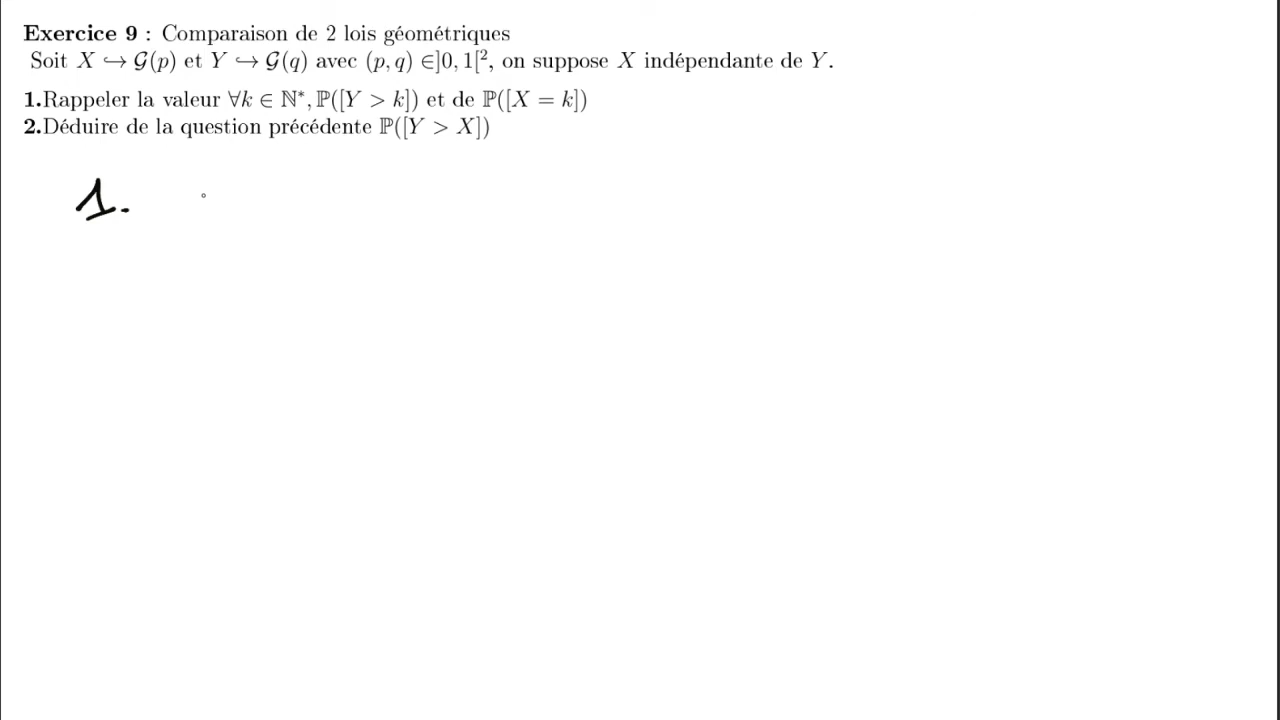 Exercice 9 : Comparaison de 2 lois géométriques
Soit X ↪ 𝒢(p) et Y ↪ 𝒢(q) avec (p, q) ∈]0, 1[², on suppose X indépendante de Y.
1.Rappeler la valeur ∀k ∈ ℕ*, ℙ([Y > k]) et de ℙ([X = k])
2.Déduire de la question précédente ℙ([Y > X])
1.